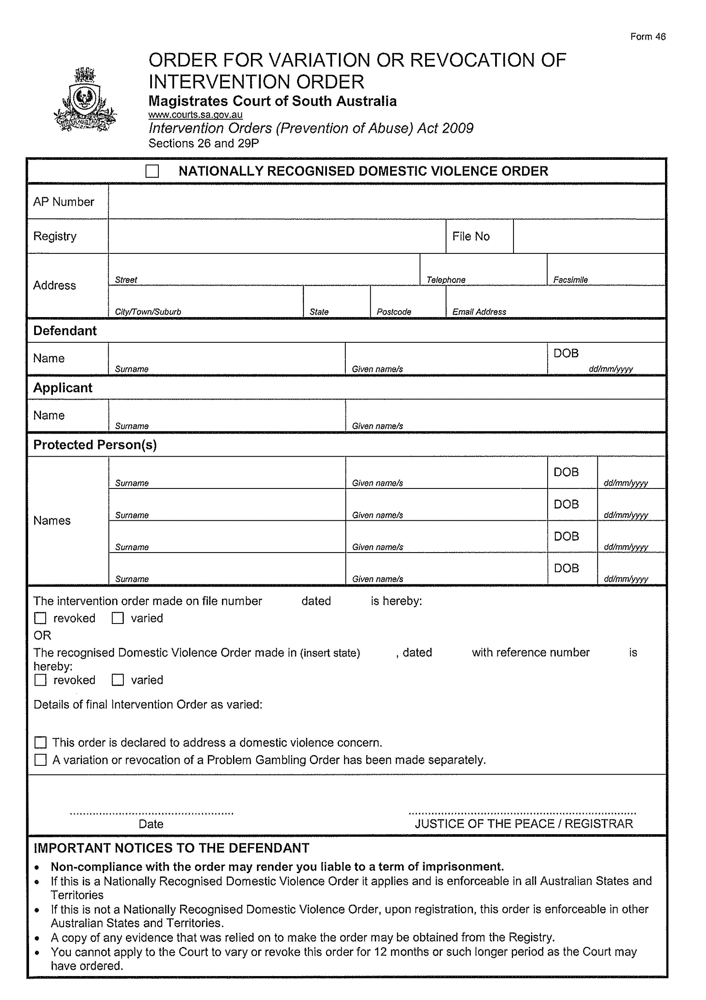 Form 46
ORDER FOR VARIATION OR REVOCATION OF
INTERVENTION ORDER
Magistrates Court of South Australia
www.courts.sa.gov.au
Intervention Orders (Prevention of Abuse) Act 2009
Sections 26 and 29P
NATIONALLY RECOGNISED DOMESTIC VIOLENCE ORDER
AP Number
Registry
File No
Address
Street
Telephone
Facsimile
City/Town/Suburb
State
Postcode
Email Address
Defendant
Name
Surname
Given name/s
DOB
dd/mm/yyyy
Applicant
Name
Surname
Given name/s
Protected Person(s)
Names
Surname
Given name/s
DOB
dd/mm/yyyy
Surname
Given name/s
DOB
dd/mm/yyyy
Surname
Given name/s
DOB
dd/mm/yyyy
Surname
Given name/s
DOB
dd/mm/yyyy
The intervention order made on file number dated is hereby:
revoked varied
OR
The recognised Domestic Violence Order made in (insert state) , dated with reference number is
hereby:
revoked varied
Details of final Intervention Order as varied:
This order is declared to address a domestic violence concern.
A variation or revocation of a Problem Gambling Order has been made separately.
Date
JUSTICE OF THE PEACE / REGISTRAR
IMPORTANT NOTICES TO THE DEFENDANT
• Non-compliance with the order may render you liable to a term of imprisonment.
• If this is a Nationally Recognised Domestic Violence Order it applies and is enforceable in all Australian States and
Territories
• If this is not a Nationally Recognised Domestic Violence Order, upon registration, this order is enforceable in other
Australian States and Territories.
• A copy of any evidence that was relied on to make the order may be obtained from the Registry.
• You cannot apply to the Court to vary or revoke this order for 12 months or such longer period as the Court may
have ordered.